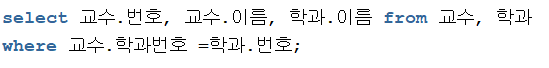 select 교수.번호, 교수.이름, 학과.이름 from 교수, 학과
where 교수.학과번호 =학과.번호;